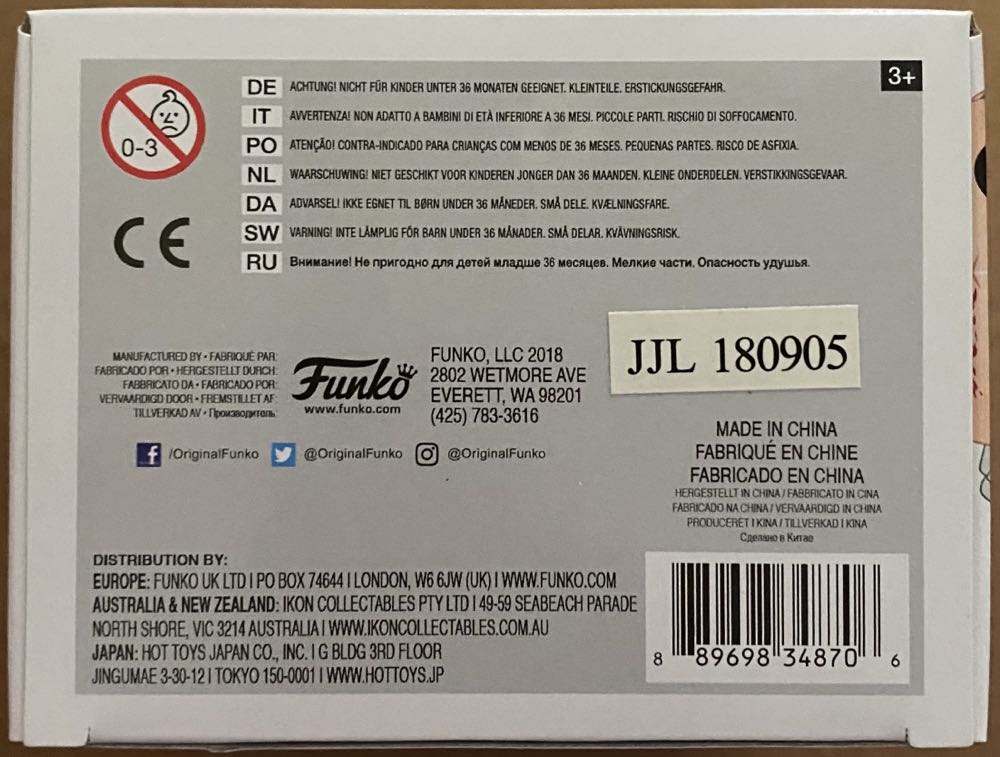 3+
0-3
DE ACHTUNG! NICHT FÜR KINDER UNTER 36 MONATEN GEEIGNET. KLEINTEILE. ERSTICKUNGSGEFAHR.
IT AVVERTENZA! NON ADATTO A BAMBINI DI ETÀ INFERIORE A 36 MESI. PICCOLE PARTI. RISCHIO DI SOFFOCAMENTO.
PO ATENÇÃO! CONTRA-INDICADO PARA CRIANÇAS COM MENOS DE 36 MESES. PEQUENAS PARTES. RISCO DE ASFIXIA.
NL WAARSCHUWING! NIET GESCHIKT VOOR KINDEREN JONGER DAN 36 MAANDEN. KLEINE ONDERDELEN. VERSTIKKINGSGEVAAR.
DA ADVARSEL! IKKE EGNET TIL BØRN UNDER 36 MÅNEDER. SMÅ DELE. KVÆLNINGSFARE.
SW VARNING! INTE LÄMPLIG FÖR BARN UNDER 36 MÅNADER. SMÅ DELAR. KVÄVNINGSRISK.
RU Внимание! Не пригодно для детей младше 36 месяцев. Мелкие части. Опасность удушья.
CE
MANUFACTURED BY • FABRIQUÉ PAR:
FABRICADO POR • HERGESTELLT DURCH:
FABBRICATO DA • FABRICADO POR:
VERVAARDIGD DOOR • FREMSTILLET AF:
TILLVERKAD AV • Производитель:
Funko
www.funko.com
FUNKO, LLC 2018
2802 WETMORE AVE
EVERETT, WA 98201
(425) 783-3616
JJL 180905
/OriginalFunko @OriginalFunko @OriginalFunko
MADE IN CHINA
FABRIQUÉ EN CHINE
FABRICADO EN CHINA
HERGESTELLT IN CHINA / FABBRICATO IN CINA
FABRICADO NA CHINA / VERVAARDIGD IN CHINA
PRODUCERET I KINA / TILLVERKAD I KINA
Сделано в Китае
DISTRIBUTION BY:
EUROPE: FUNKO UK LTD I PO BOX 74644 I LONDON, W6 6JW (UK) I WWW.FUNKO.COM
AUSTRALIA & NEW ZEALAND: IKON COLLECTABLES PTY LTD I 49-59 SEABEACH PARADE
NORTH SHORE, VIC 3214 AUSTRALIA I WWW.IKONCOLLECTABLES.COM.AU
JAPAN: HOT TOYS JAPAN CO., INC. I G BLDG 3RD FLOOR
JINGUMAE 3-30-12 I TOKYO 150-0001 I WWW.HOTTOYS.JP
8 89698 34870 6